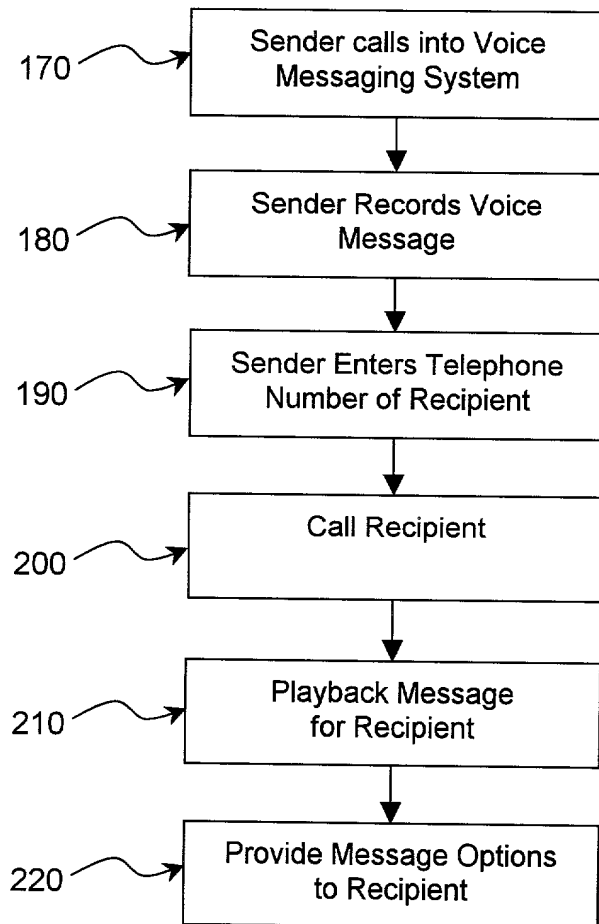 170
Sender calls into Voice
Messaging System
180
Sender Records Voice
Message
190
Sender Enters Telephone
Number of Recipient
200
Call Recipient
210
Playback Message
for Recipient
220
Provide Message Options
to Recipient